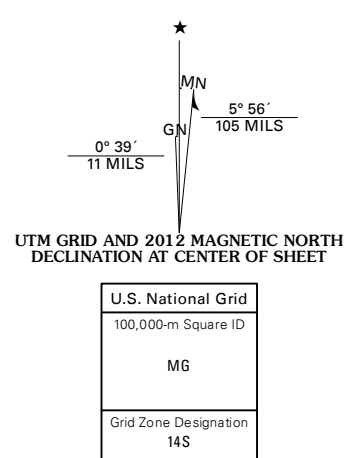 MN
GN
5° 56´
105 MILS
0° 39´
11 MILS
UTM GRID AND 2012 MAGNETIC NORTH
DECLINATION AT CENTER OF SHEET
U.S. National Grid
100,000-m Square ID
MG
Grid Zone Designation
14S